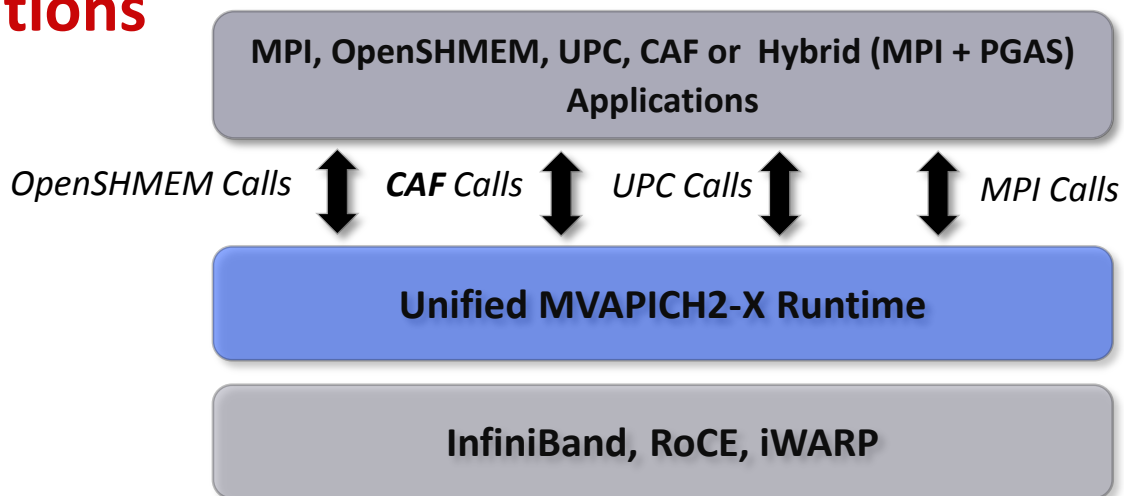 tions
MPI, OpenSHMEM, UPC, CAF or Hybrid (MPI + PGAS)
Applications
OpenSHMEM Calls CAF Calls UPC Calls MPI Calls
Unified MVAPICH2-X Runtime
InfiniBand, RoCE, iWARP